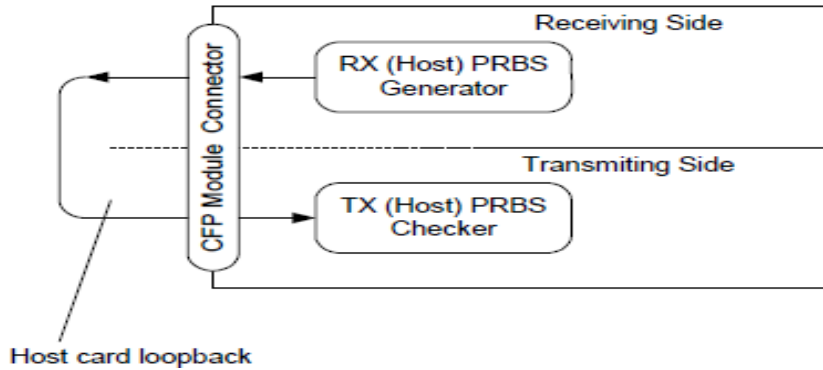 Receiving Side
RX (Host) PRBS
Generator
CFP Module Connector
Transmiting Side
TX (Host) PRBS
Checker
Host card loopback